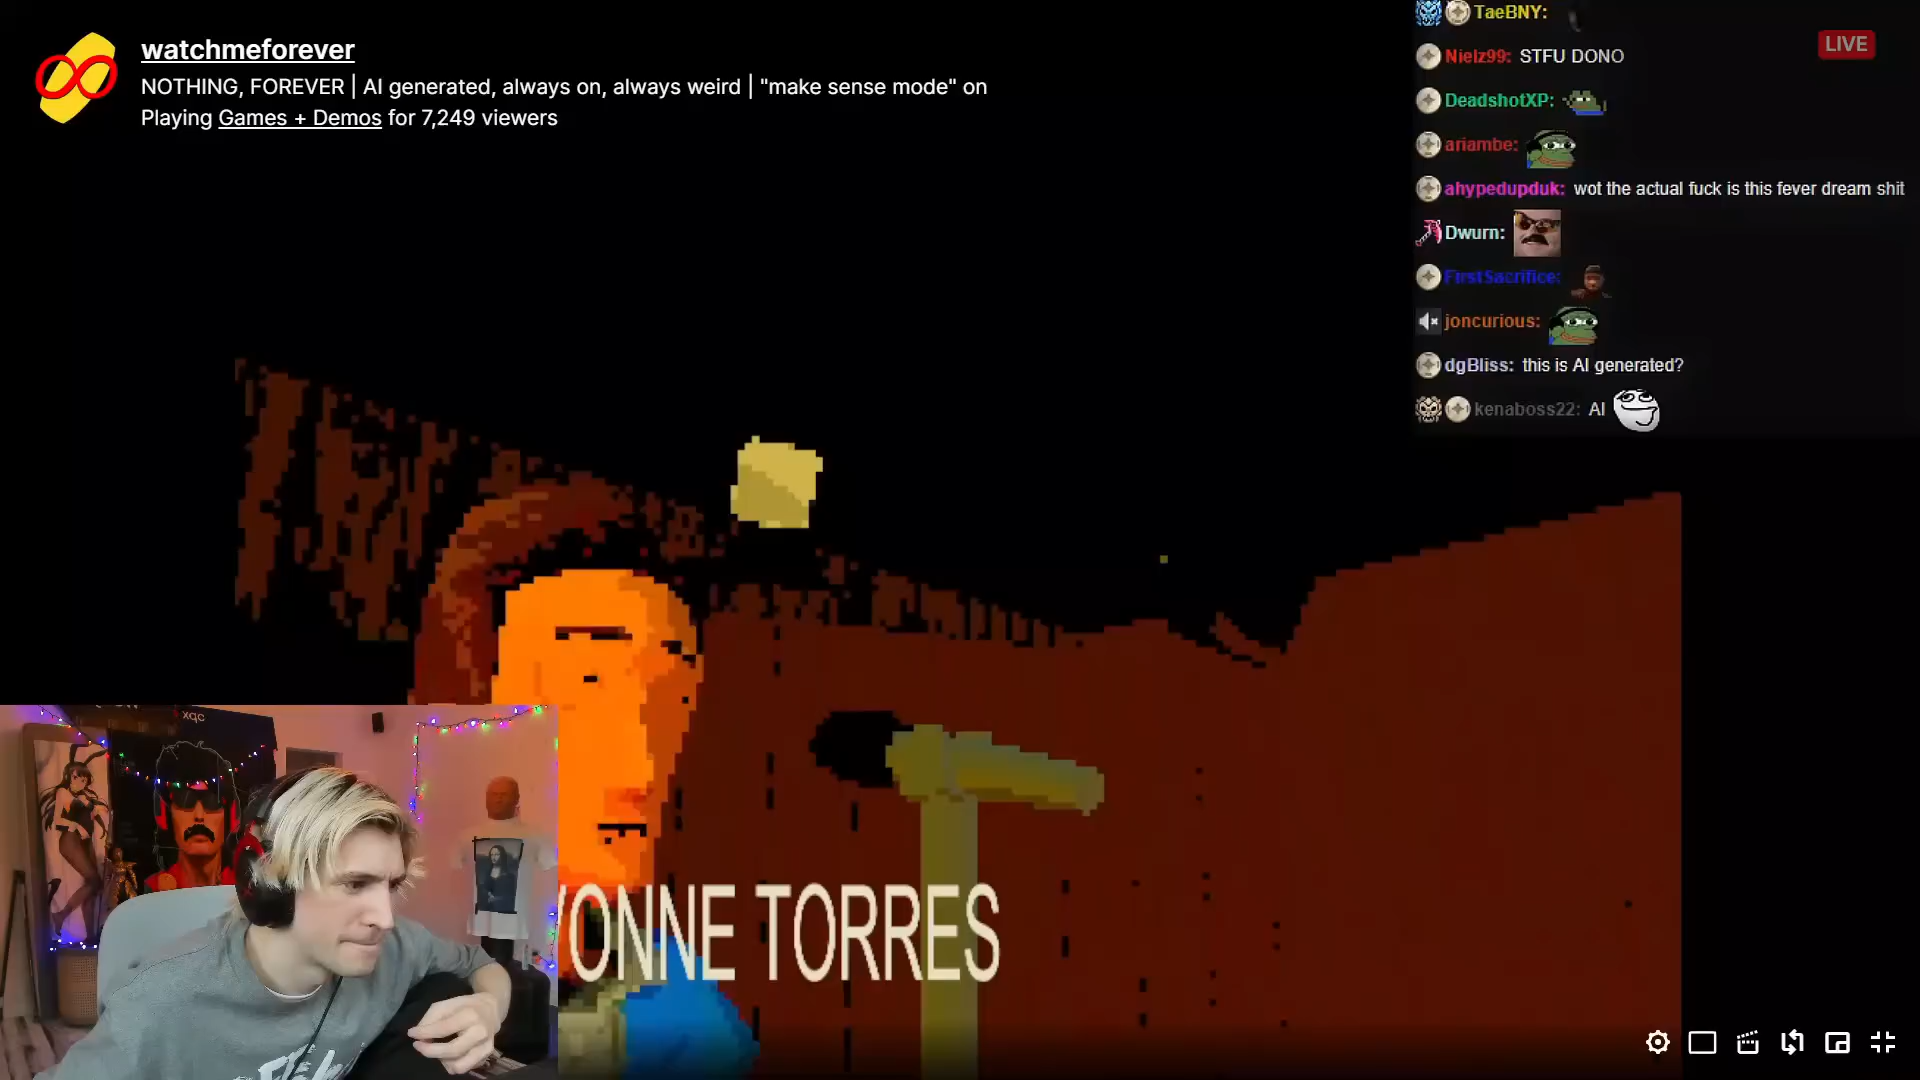 watchmeforever
NOTHING, FOREVER | AI generated, always on, always weird | "make sense mode" on
Playing Games + Demos for 7,249 viewers
LIVE
TaeBNY:
Nielz99: STFU DONO
DeadshotXP:
ariambe:
ahypedupduk: wot the actual fuck is this fever dream shit
Dwurn:
FirstSacrifice:
joncurious:
dgBliss: this is AI generated?
kenaboss22: AI
xqc
ONNE TORRES